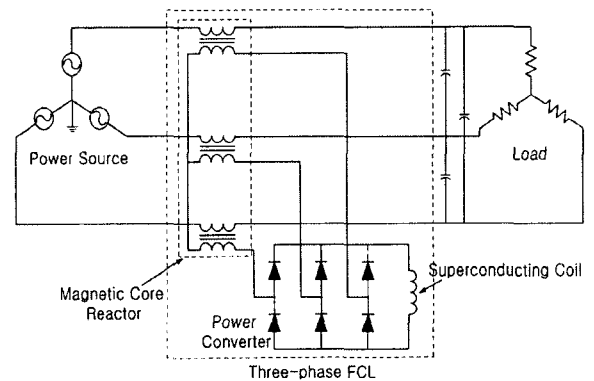 Power Source
Load
Superconducting Coil
Magnetic Core
Reactor
Power
Converter
Three-phase FCL